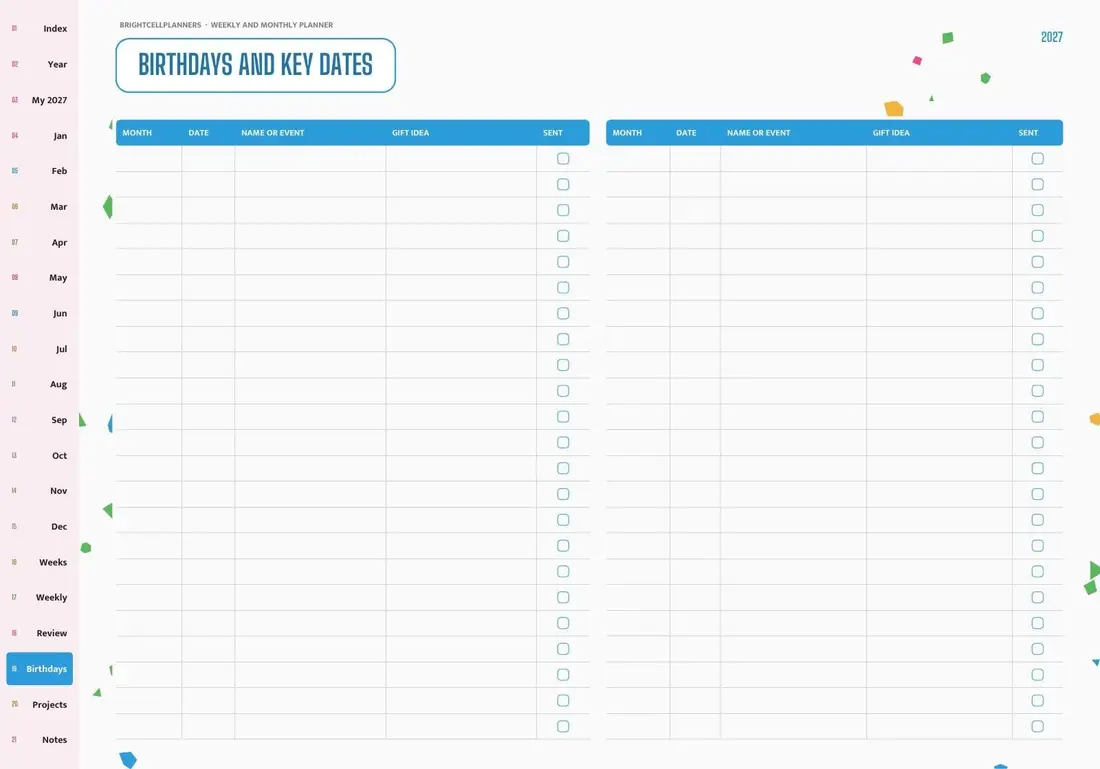 BRIGHTCELLPLANNERS · WEEKLY AND MONTHLY PLANNER
BIRTHDAYS AND KEY DATES
2027
01 Index
02 Year
03 My 2027
04 Jan
05 Feb
06 Mar
07 Apr
08 May
09 Jun
10 Jul
11 Aug
12 Sep
13 Oct
14 Nov
15 Dec
16 Weeks
17 Weekly
18 Review
19 Birthdays
20 Projects
21 Notes
MONTH DATE NAME OR EVENT GIFT IDEA SENT
MONTH DATE NAME OR EVENT GIFT IDEA SENT